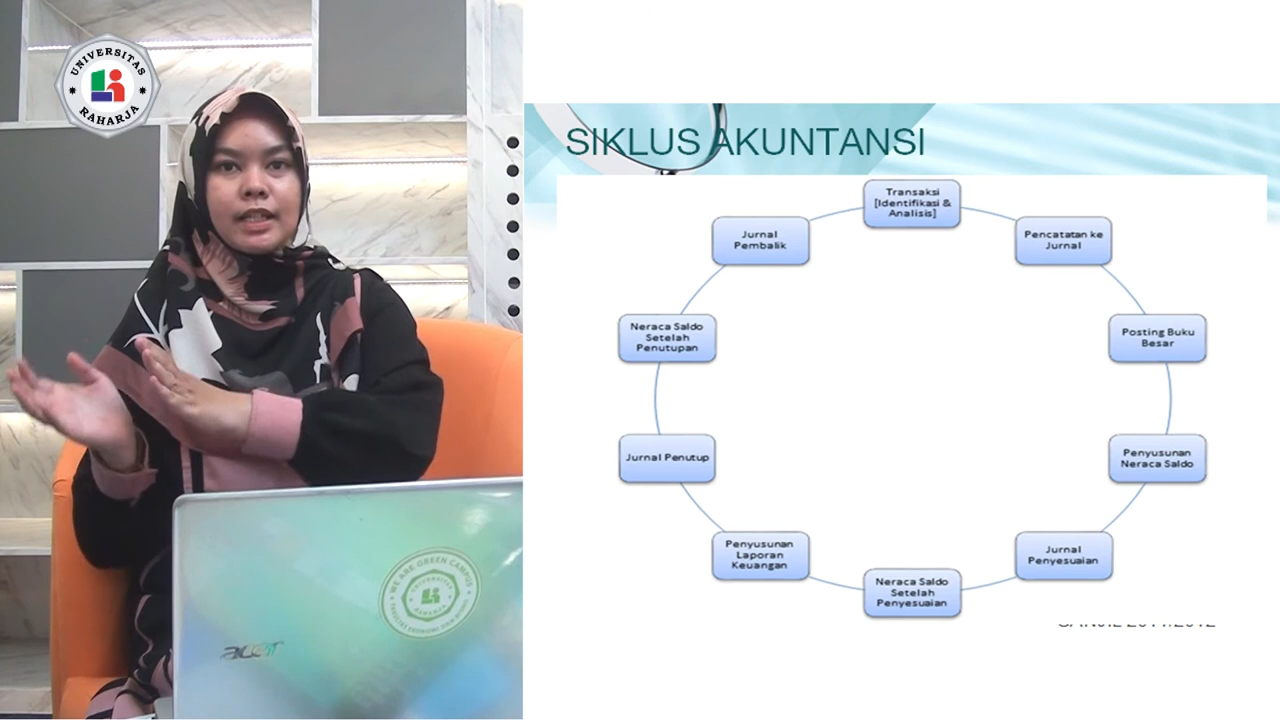 UNIVERSITAS
RAHARJA
SIKLUS AKUNTANSI
Transaksi
[Identifikasi &
Analisis]
Pencatatan ke
Jurnal
Posting Buku
Besar
Penyusunan
Neraca Saldo
Jurnal
Penyesuaian
Neraca Saldo
Setelah
Penyesuaian
Penyusunan
Laporan
Keuangan
Jurnal Penutup
Neraca Saldo
Setelah
Penutupan
Jurnal
Pembalik
WE ARE GREEN CAMPUS
UNIVERSITAS
acer